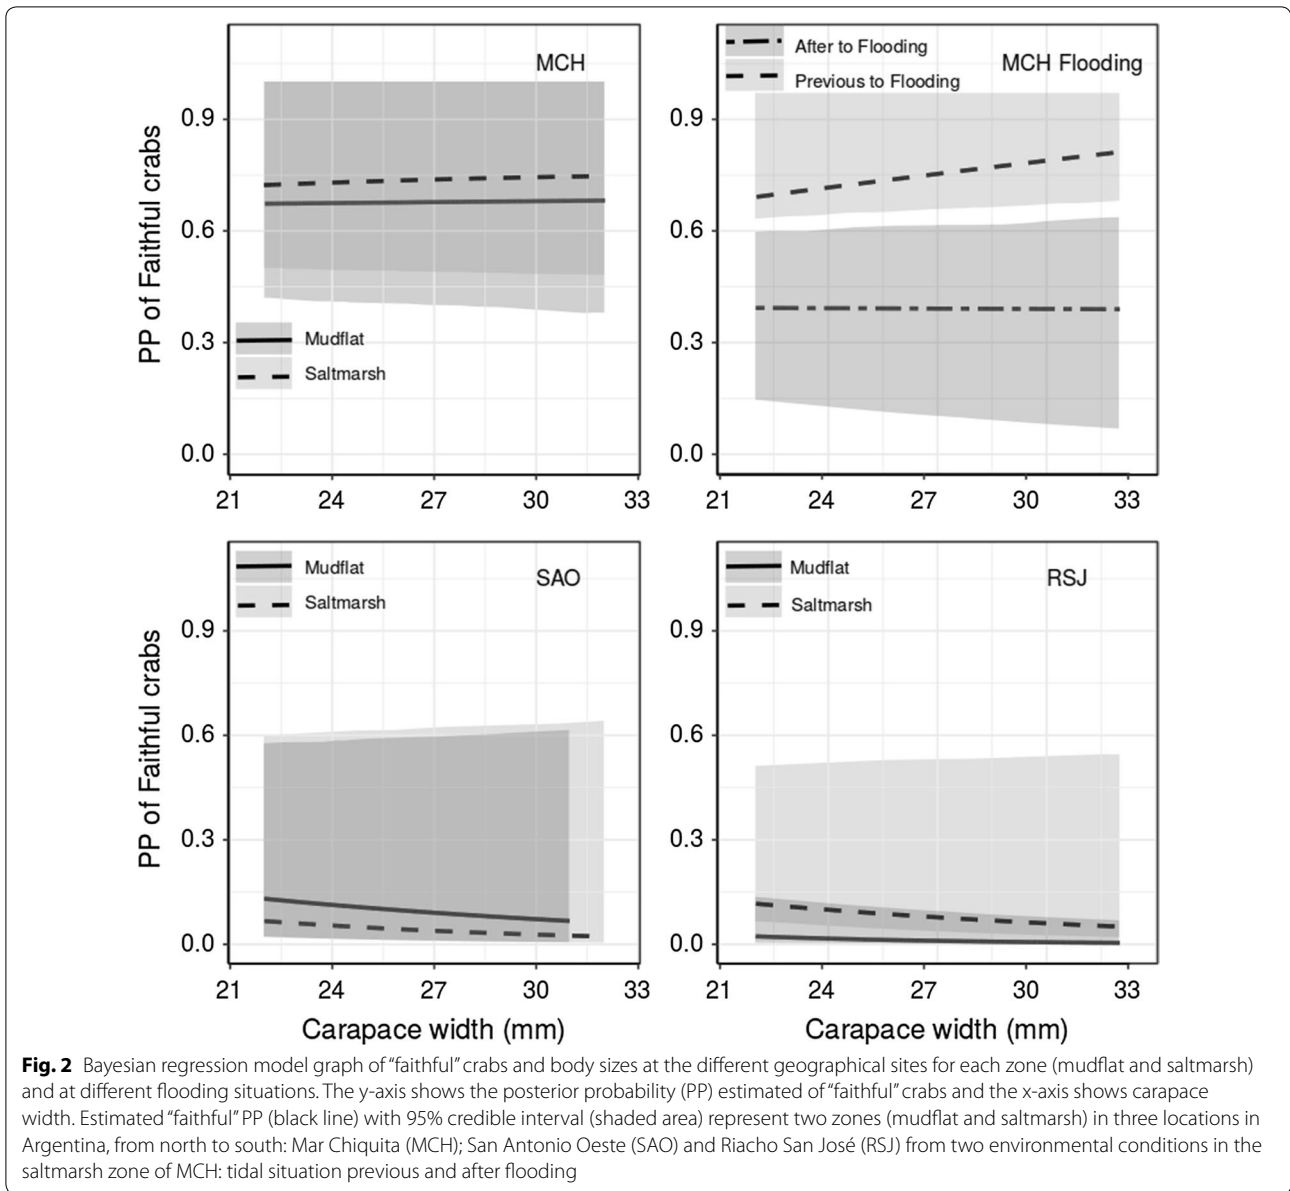 PP of Faithful crabs
MCH
0.9
0.6
0.3
0.0
Mudflat
Saltmarsh
21 24 27 30 33
After to Flooding
Previous to Flooding
MCH Flooding
0.9
0.6
0.3
0.0
21 24 27 30 33
PP of Faithful crabs
Mudflat
Saltmarsh
SAO
0.9
0.6
0.3
0.0
21 24 27 30 33
Carapace width (mm)
Mudflat
Saltmarsh
RSJ
0.9
0.6
0.3
0.0
21 24 27 30 33
Carapace width (mm)
Fig. 2 Bayesian regression model graph of “faithful” crabs and body sizes at the different geographical sites for each zone (mudflat and saltmarsh)
and at different flooding situations. The y-axis shows the posterior probability (PP) estimated of “faithful” crabs and the x-axis shows carapace
width. Estimated “faithful” PP (black line) with 95% credible interval (shaded area) represent two zones (mudflat and saltmarsh) in three locations in
Argentina, from north to south: Mar Chiquita (MCH); San Antonio Oeste (SAO) and Riacho San José (RSJ) from two environmental conditions in the
saltmarsh zone of MCH: tidal situation previous and after flooding